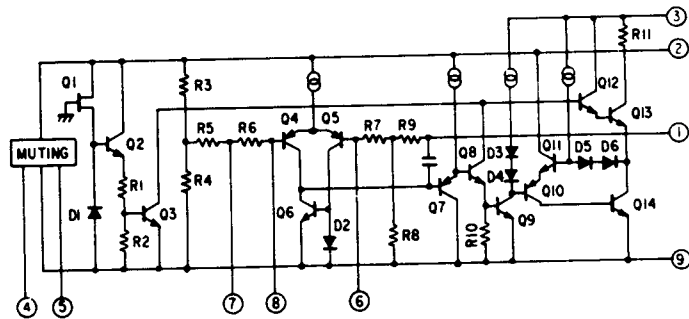 3
R11
2
Q1
R3
Q12
Q2
Q4
Q5
Q13
R5
R6
R7
R9
1
MUTING
D3
Q11
D5
D6
Q8
R1
R4
D4
Q10
Q3
Q6
D2
Q7
Q9
Q14
D1
R2
R8
R10
9
4
5
7
8
6